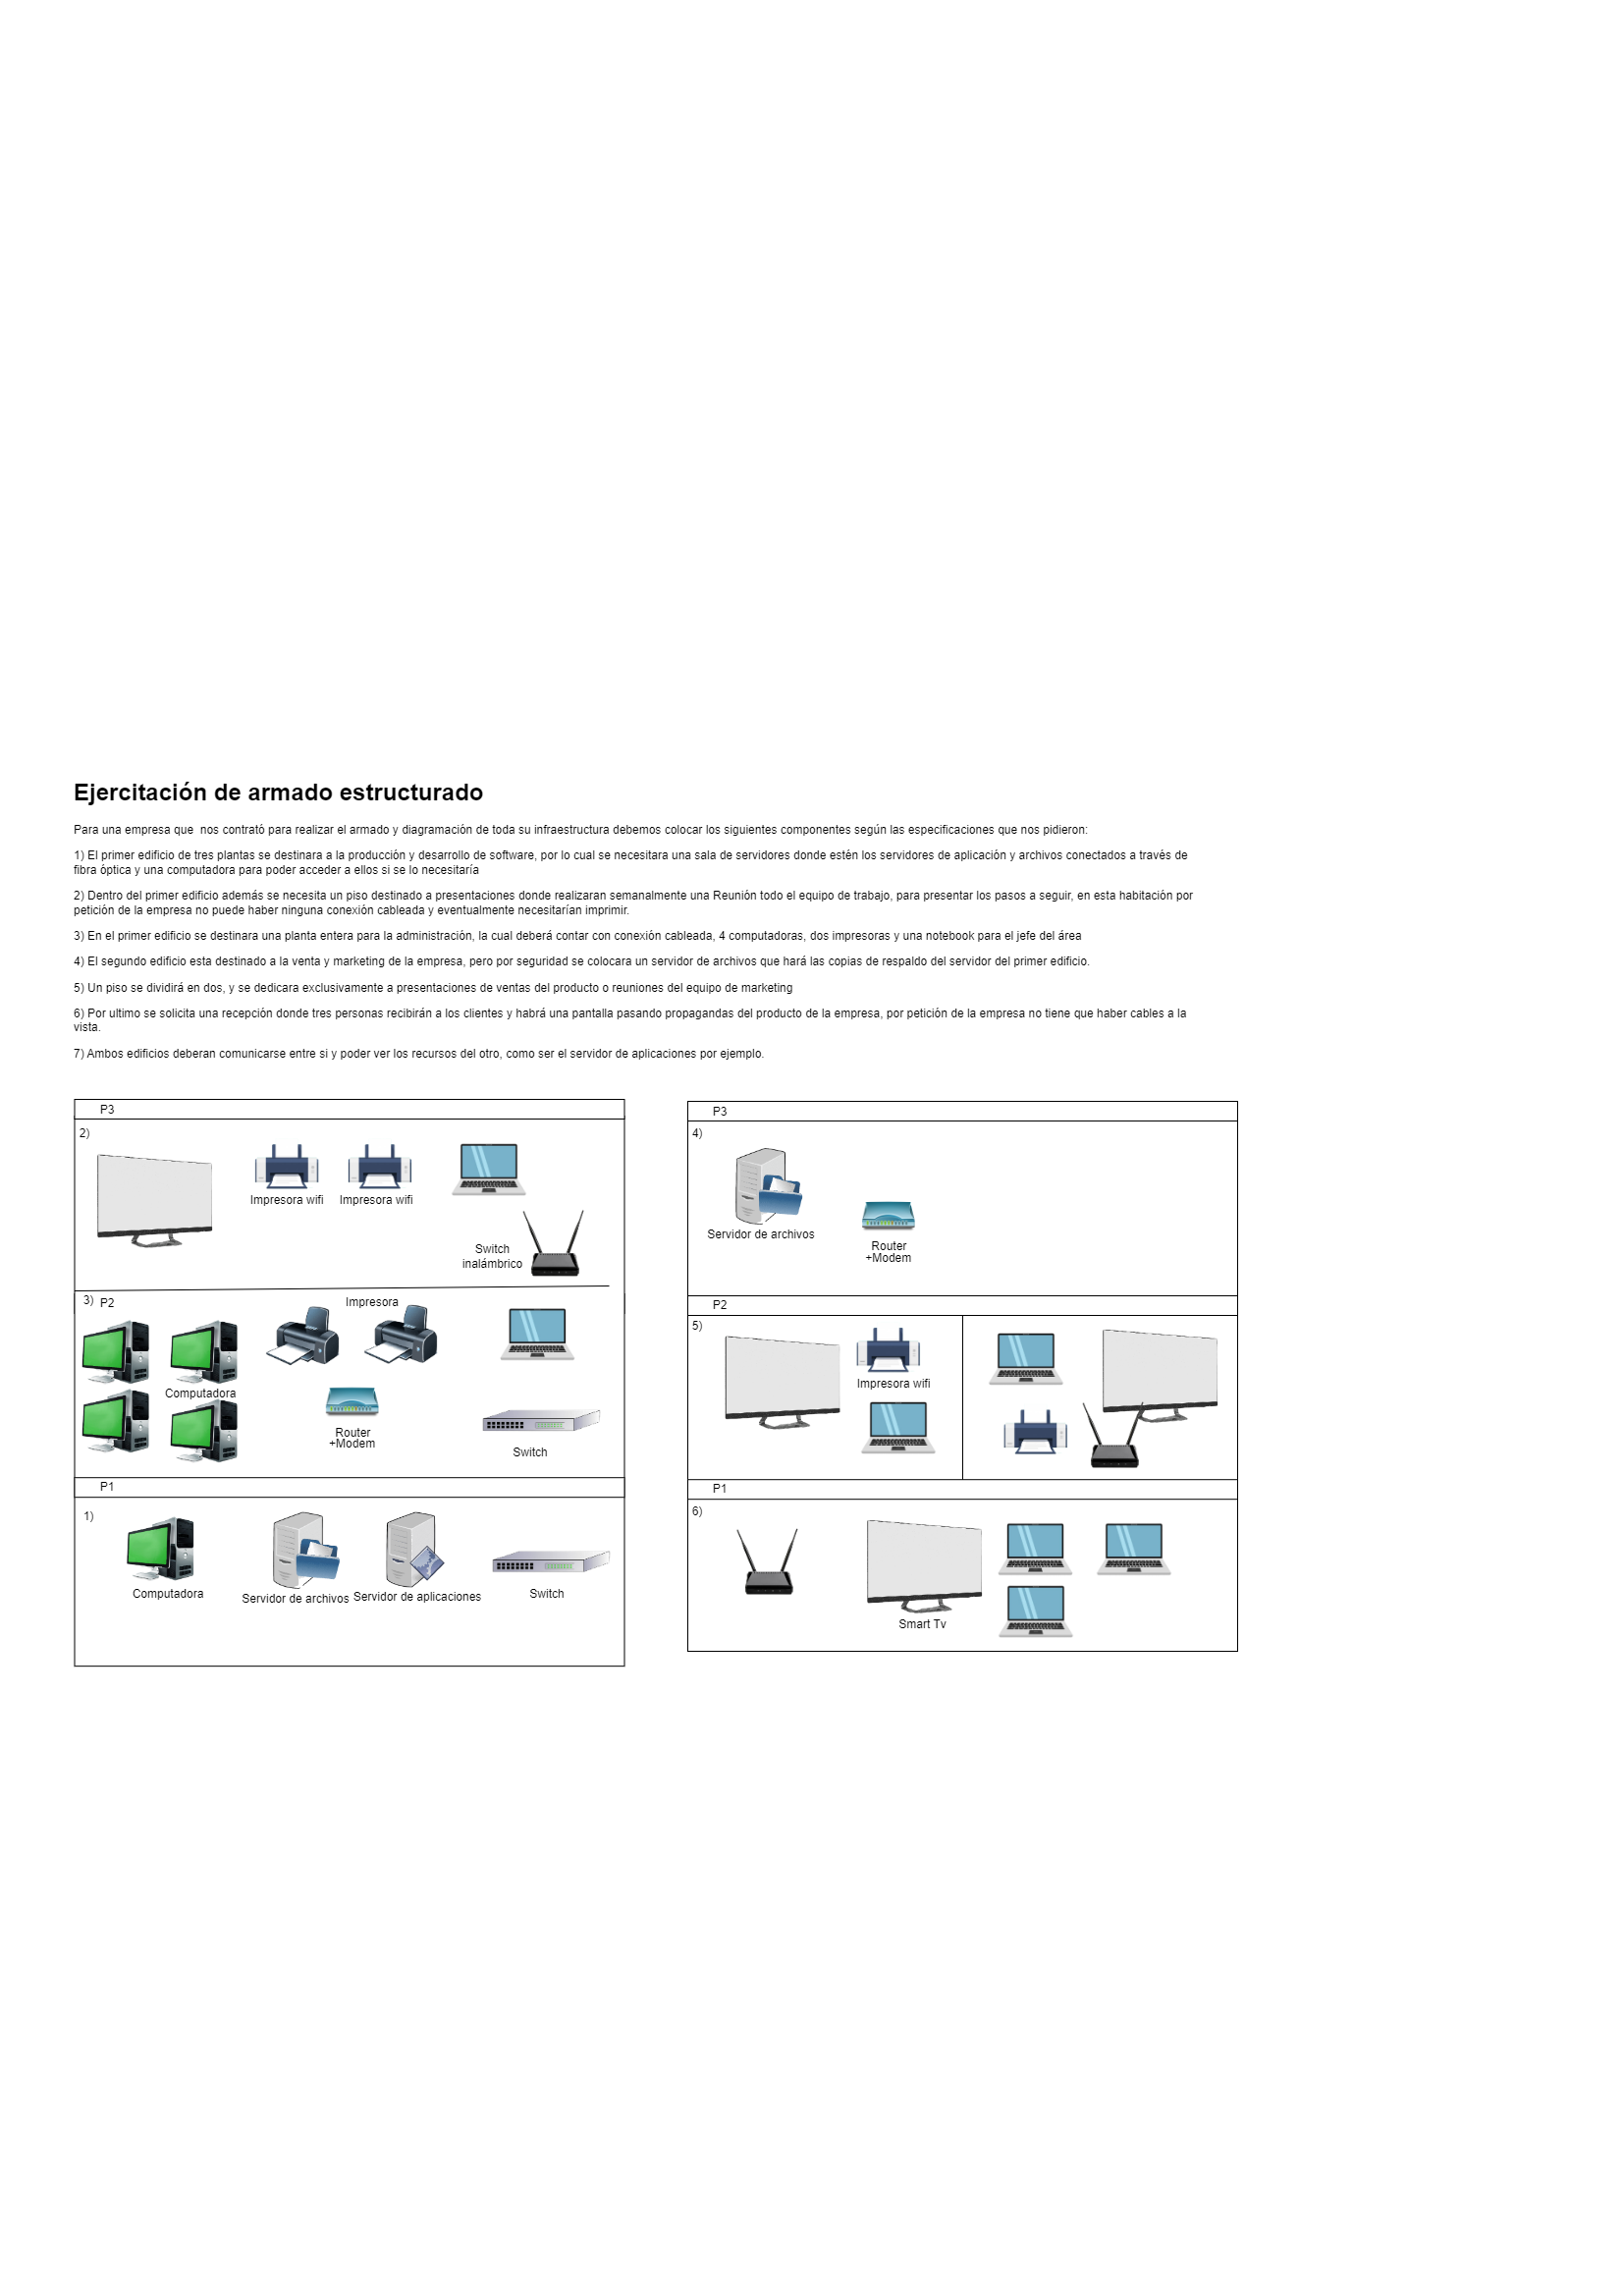 Ejercitación de armado estructurado
Para una empresa que  nos contrató para realizar el armado y diagramación de toda su infraestructura debemos colocar los siguientes componentes según las especificaciones que nos pidieron:
1) El primer edificio de tres plantas se destinara a la producción y desarrollo de software, por lo cual se necesitara una sala de servidores donde estén los servidores de aplicación y archivos conectados a través de
fibra óptica y una computadora para poder acceder a ellos si se lo necesitaría
2) Dentro del primer edificio además se necesita un piso destinado a presentaciones donde realizaran semanalmente una Reunión todo el equipo de trabajo, para presentar los pasos a seguir, en esta habitación por
petición de la empresa no puede haber ninguna conexión cableada y eventualmente necesitarían imprimir.
3) En el primer edificio se destinara una planta entera para la administración, la cual deberá contar con conexión cableada, 4 computadoras, dos impresoras y una notebook para el jefe del área
4) El segundo edificio esta destinado a la venta y marketing de la empresa, pero por seguridad se colocara un servidor de archivos que hará las copias de respaldo del servidor del primer edificio.
5) Un piso se dividirá en dos, y se dedicara exclusivamente a presentaciones de ventas del producto o reuniones del equipo de marketing
6) Por ultimo se solicita una recepción donde tres personas recibirán a los clientes y habrá una pantalla pasando propagandas del producto de la empresa, por petición de la empresa no tiene que haber cables a la
vista.
7) Ambos edificios deberan comunicarse entre si y poder ver los recursos del otro, como ser el servidor de aplicaciones por ejemplo.
P3
2)
Impresora wifi
Impresora wifi
Switch
inalámbrico
3)
P2
Impresora
Computadora
Router
+Modem
Switch
P1
1)
Computadora
Servidor de archivos
Servidor de aplicaciones
Switch
P3
4)
Servidor de archivos
Router
+Modem
P2
5)
Impresora wifi
P1
6)
Smart Tv